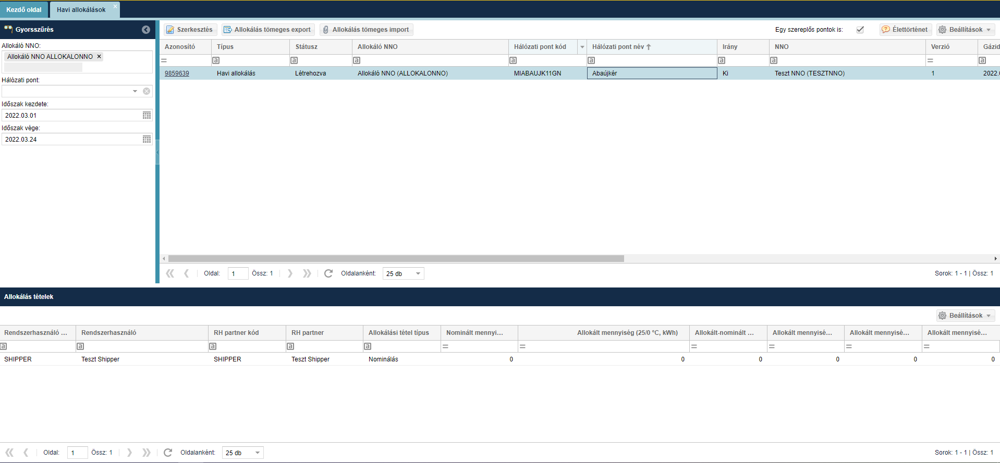 Kezdő oldal
Havi allokálások
Gyorsszűrés
Allokáló NNO:
Allokáló NNO ALLOKALONNO
Hálózati pont:
Időszak kezdete:
2022.03.01
Időszak vége:
2022.03.24
Szerkesztés Allokálás tömeges export Allokálás tömeges import Egy szereplős pontok is: Élettörténet Beállítások
Azonosító Típus Státusz Allokáló NNO Hálózati pont kód Hálózati pont név Irány NNO Verzió Gázid
= a a a a a a a = a
9859639 Havi allokálás Létrehozva Allokáló NNO (ALLOKALONNO) MIABAUJK11GN Abaújkér Ki Teszt NNO (TESZTNNO) 1 2022.
Oldal: 1 Össz: 1 Oldalanként: 25 db Sorok: 1 - 1 | Össz: 1
Allokálás tételek
Beállítások
Rendszerhasználó ... Rendszerhasználó RH partner kód RH partner Allokálási tétel típus Nominált mennyi... Allokált mennyiség (25/0 °C, kWh) Allokált-nominált ... Allokált mennyisé... Allokált mennyisé... Allokált mennyisé...
a a a a a = = = = = =
SHIPPER Teszt Shipper SHIPPER Teszt Shipper Nominálás 0 0 0 0 0 0
Oldal: 1 Össz: 1 Oldalanként: 25 db Sorok: 1 - 1 | Össz: 1